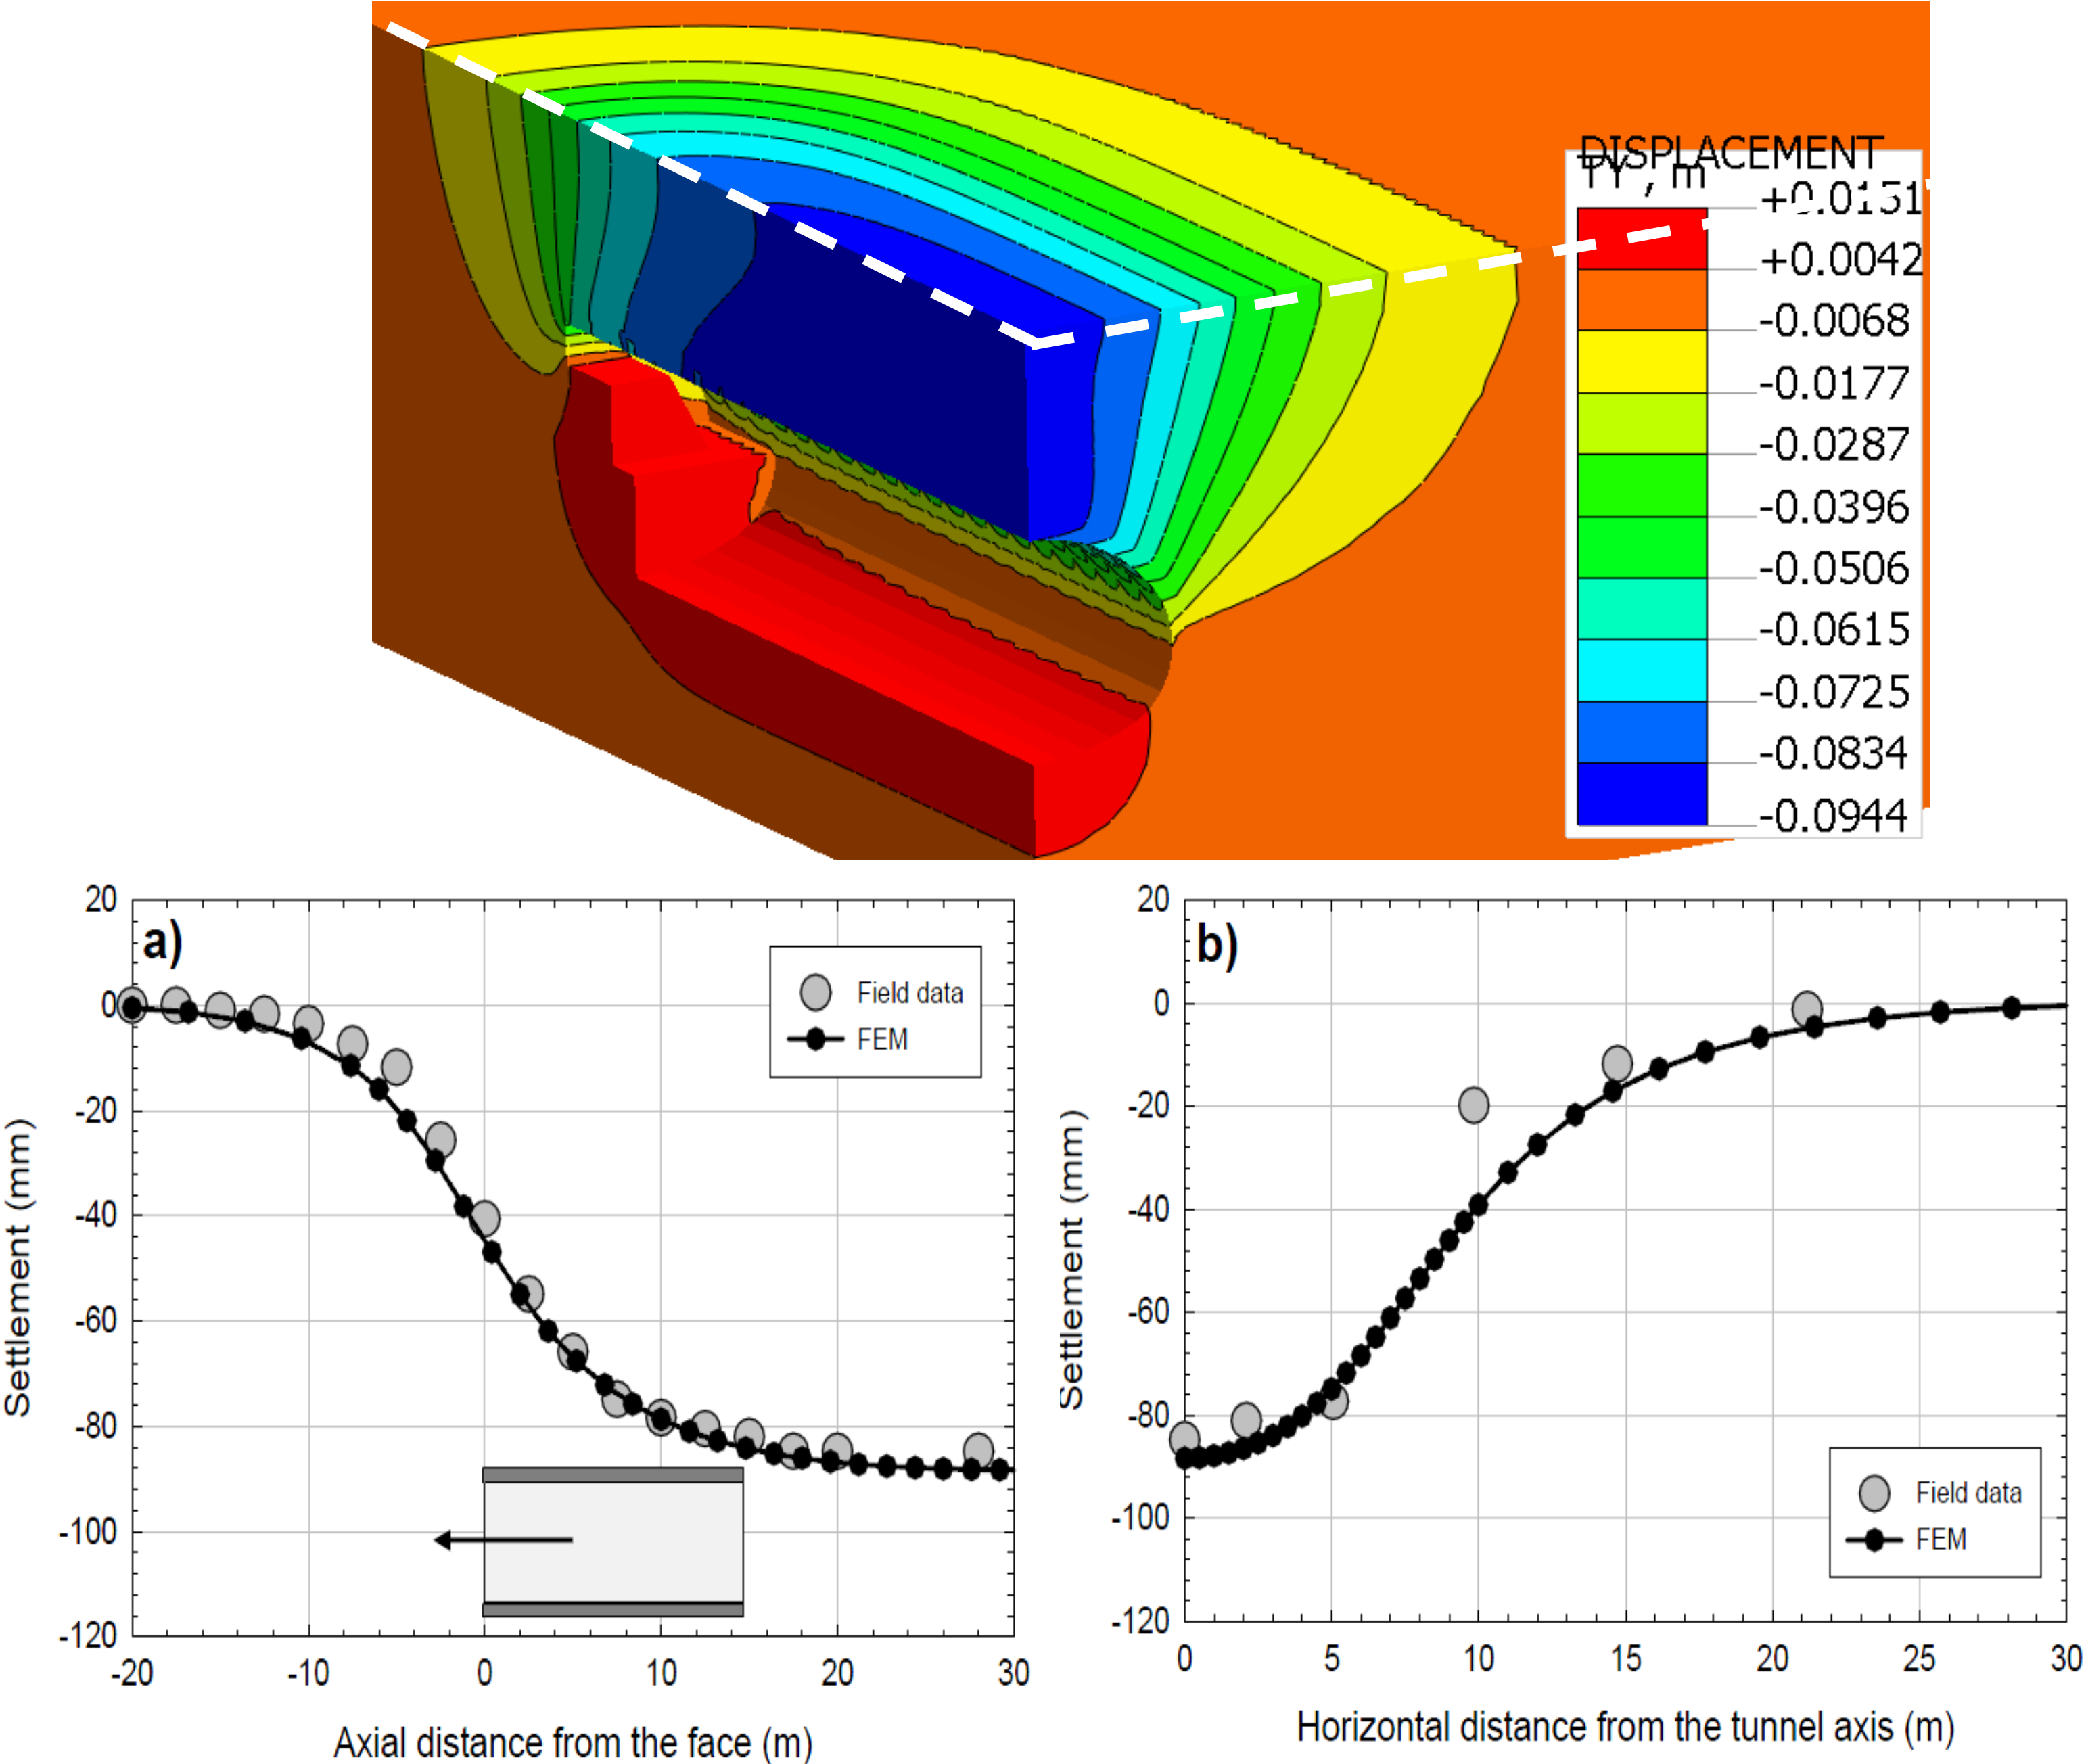 DISPLACEMENT
TY , m
+0.0151
+0.0042
-0.0068
-0.0177
-0.0287
-0.0396
-0.0506
-0.0615
-0.0725
-0.0834
-0.0944
a)
20
0
-20
-40
-60
-80
-100
-120
Settlement (mm)
Field data
FEM
-20 -10 0 10 20 30
Axial distance from the face (m)
b)
20
0
-20
-40
-60
-80
-100
-120
Settlement (mm)
Field data
FEM
0 5 10 15 20 25 30
Horizontal distance from the tunnel axis (m)